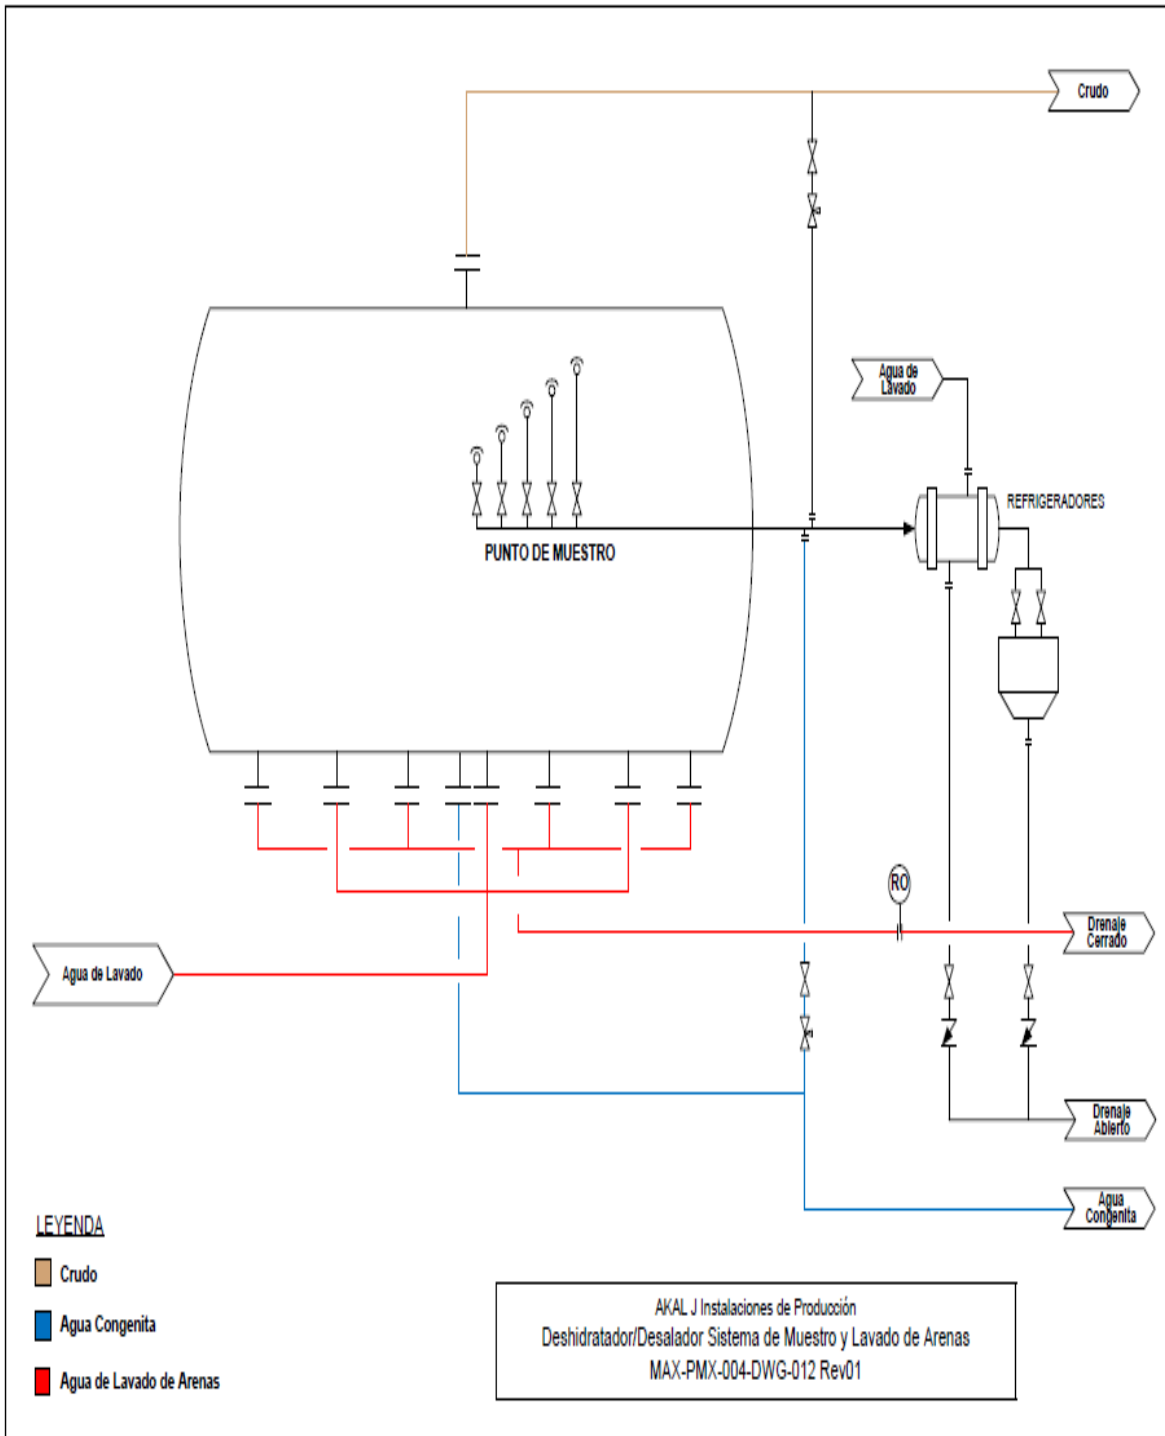 Crudo
Agua de
Lavado
REFRIGERADORES
PUNTO DE MUESTRO
RO
Drenaje
Cerrado
Agua de Lavado
Drenaje
Abierto
Agua
Congenita
LEYENDA
Crudo
Agua Congenita
Agua de Lavado de Arenas
AKAL J Instalaciones de Producción
Deshidratador/Desalador Sistema de Muestro y Lavado de Arenas
MAX-PMX-004-DWG-012 Rev01